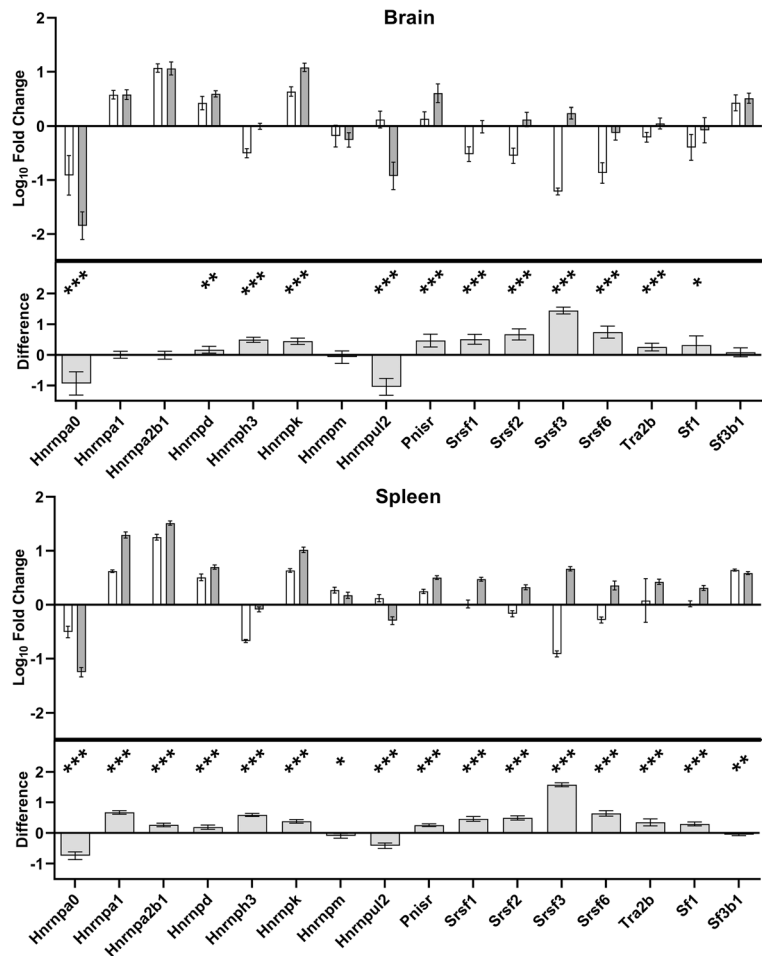 Brain
2
1
0
-1
-2
Log10 Fold Change
*** ** *** *** *** *** *** *** *** *** *** *
2
1
0
-1
Difference
Hnrnpa0 Hnrnpa1 Hnrnpa2b1 Hnrnpd Hnrnph3 Hnrnpk Hnrnpm Hnrnpul2 Pnisr Srsf1 Srsf2 Srsf3 Srsf6 Tra2b Sf1 Sf3b1
Spleen
2
1
0
-1
-2
Log10 Fold Change
*** *** *** *** *** *** * *** *** *** *** *** *** *** *** **
2
1
0
-1
Difference
Hnrnpa0 Hnrnpa1 Hnrnpa2b1 Hnrnpd Hnrnph3 Hnrnpk Hnrnpm Hnrnpul2 Pnisr Srsf1 Srsf2 Srsf3 Srsf6 Tra2b Sf1 Sf3b1